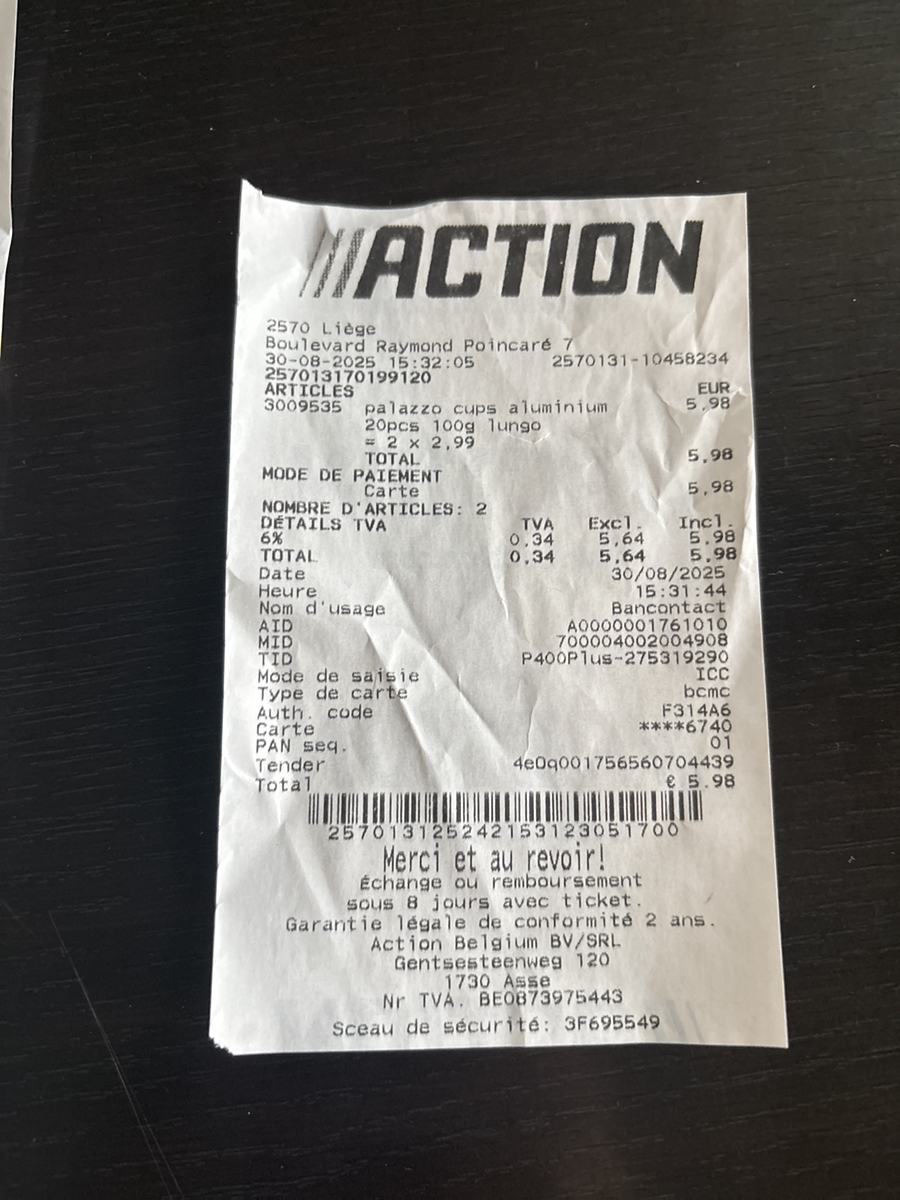 ACTION
2570 Liège
Boulevard Raymond Poincaré 7
30-08-2025 15:32:05 2570131-10458234
257013170199120
ARTICLES EUR
3009535 palazzo cups aluminium 5,98
20pcs 100g lungo
= 2 x 2,99
TOTAL 5,98
MODE DE PAIEMENT
Carte 5,98
NOMBRE D'ARTICLES: 2
DÉTAILS TVA TVA Excl. Incl.
6% 0,34 5,64 5,98
TOTAL 0,34 5,64 5,98
Date 30/08/2025
Heure 15:31:44
Nom d'usage Bancontact
AID A0000001761010
MID 700004002004908
TID P400Plus-275319290
Mode de saisie ICC
Type de carte bcmc
Auth. code F314A6
Carte ****6740
PAN seq. 01
Tender 4e0q001756560704439
Total € 5.98
257013125242153123051700
Merci et au revoir!
Échange ou remboursement
sous 8 jours avec ticket.
Garantie légale de conformité 2 ans.
Action Belgium BV/SRL
Gentsesteenweg 120
1730 Asse
Nr TVA. BE0873975443
Sceau de sécurité: 3F695549